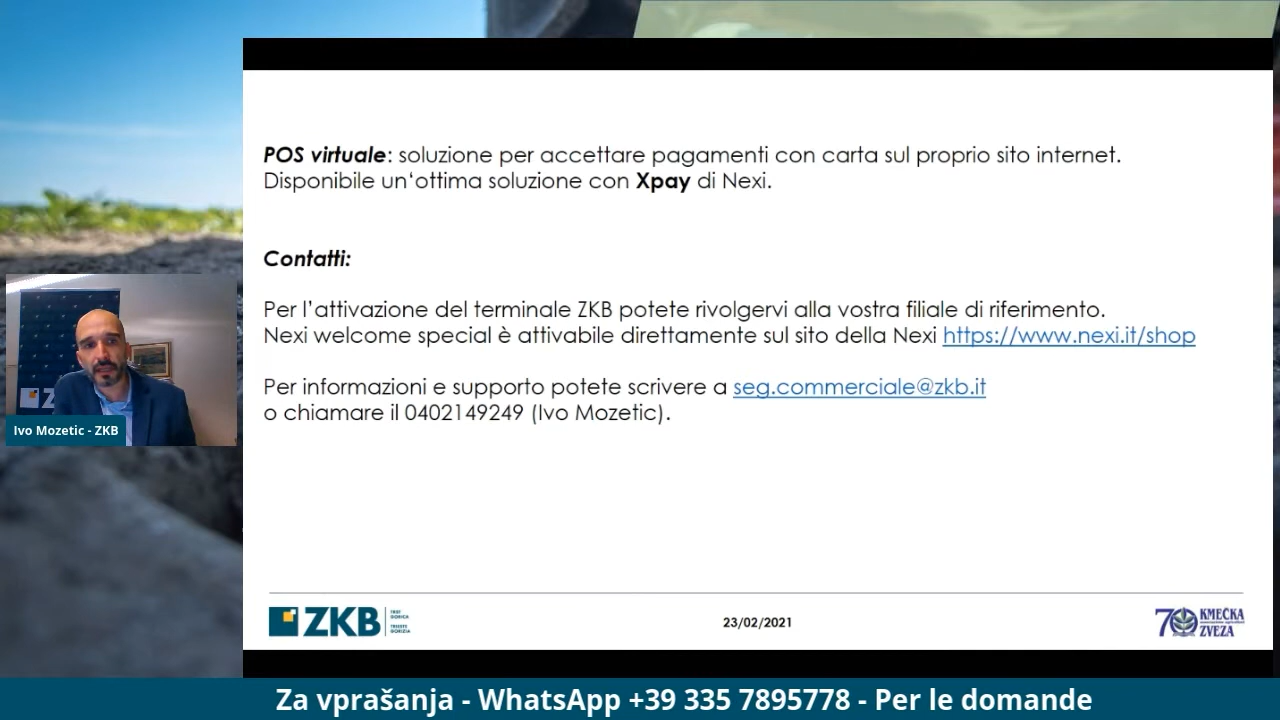 POS virtuale: soluzione per accettare pagamenti con carta sul proprio sito internet.
Disponibile un‘ottima soluzione con Xpay di Nexi.
Contatti:
Per l’attivazione del terminale ZKB potete rivolgervi alla vostra filiale di riferimento.
Nexi welcome special è attivabile direttamente sul sito della Nexi https://www.nexi.it/shop
Per informazioni e supporto potete scrivere a seg.commerciale@zkb.it
o chiamare il 0402149249 (Ivo Mozetic).
Ivo Mozetic - ZKB
ZKB
23/02/2021
70 KMEČKA
ZVEZA
Za vprašanja - WhatsApp +39 335 7895778 - Per le domande